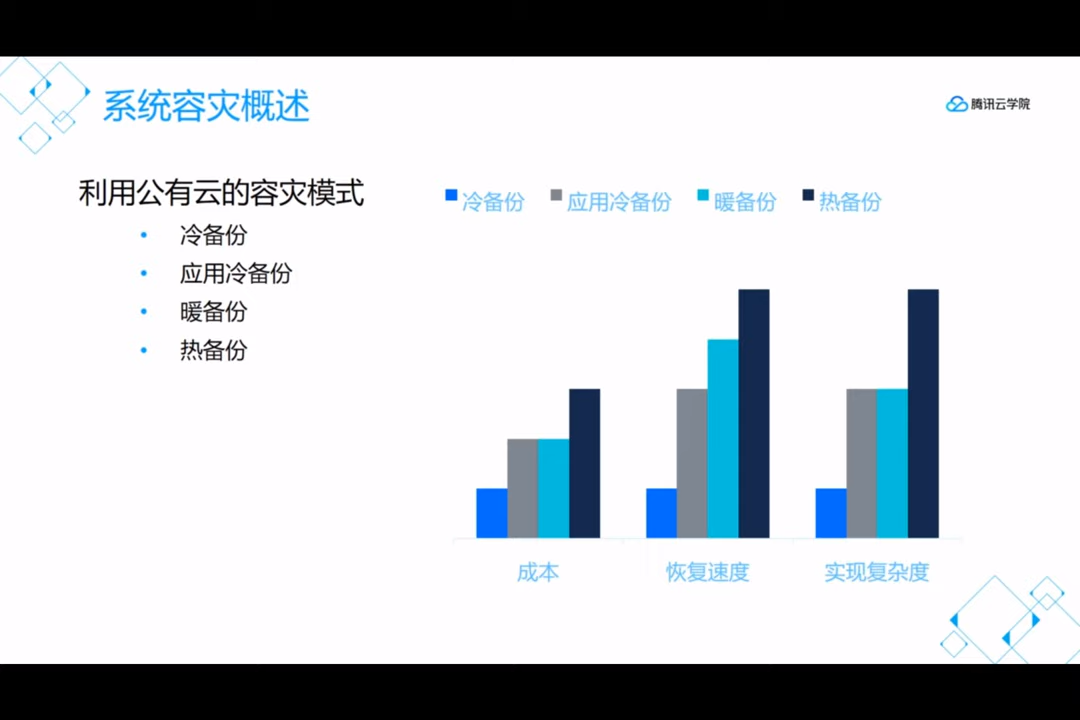 系统容灾概述
腾讯云学院
利用公有云的容灾模式
• 冷备份
• 应用冷备份
• 暖备份
• 热备份
冷备份 应用冷备份 暖备份 热备份
成本 恢复速度 实现复杂度